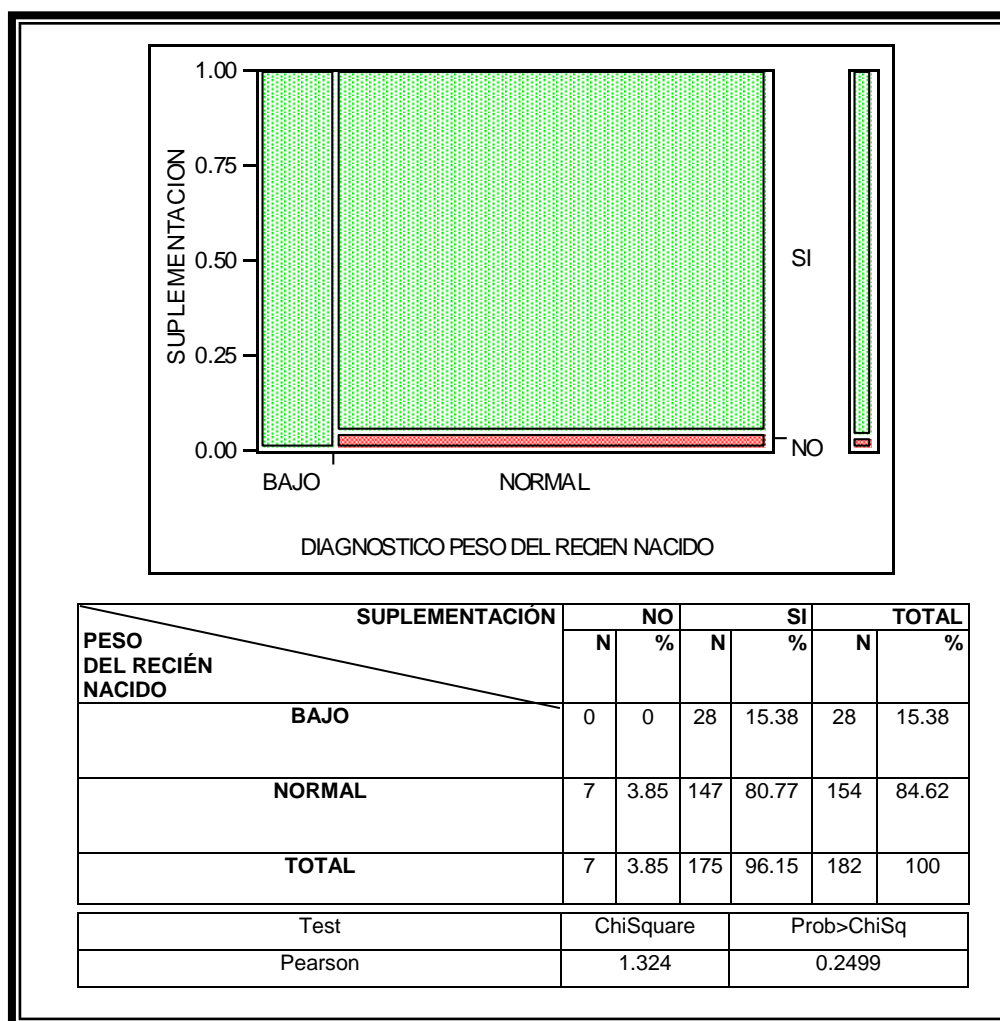 1.00
0.75
0.50
0.25
0.00
SUPLEMENTACION
SI
NO
BAJO NORMAL
DIAGNOSTICO PESO DEL RECIEN NACIDO
SUPLEMENTACIÓN NO SI TOTAL
PESO DEL RECIÉN NACIDO N % N % N %
BAJO 0 0 28 15.38 28 15.38
NORMAL 7 3.85 147 80.77 154 84.62
TOTAL 7 3.85 175 96.15 182 100
Test ChiSquare Prob>ChiSq
Pearson 1.324 0.2499